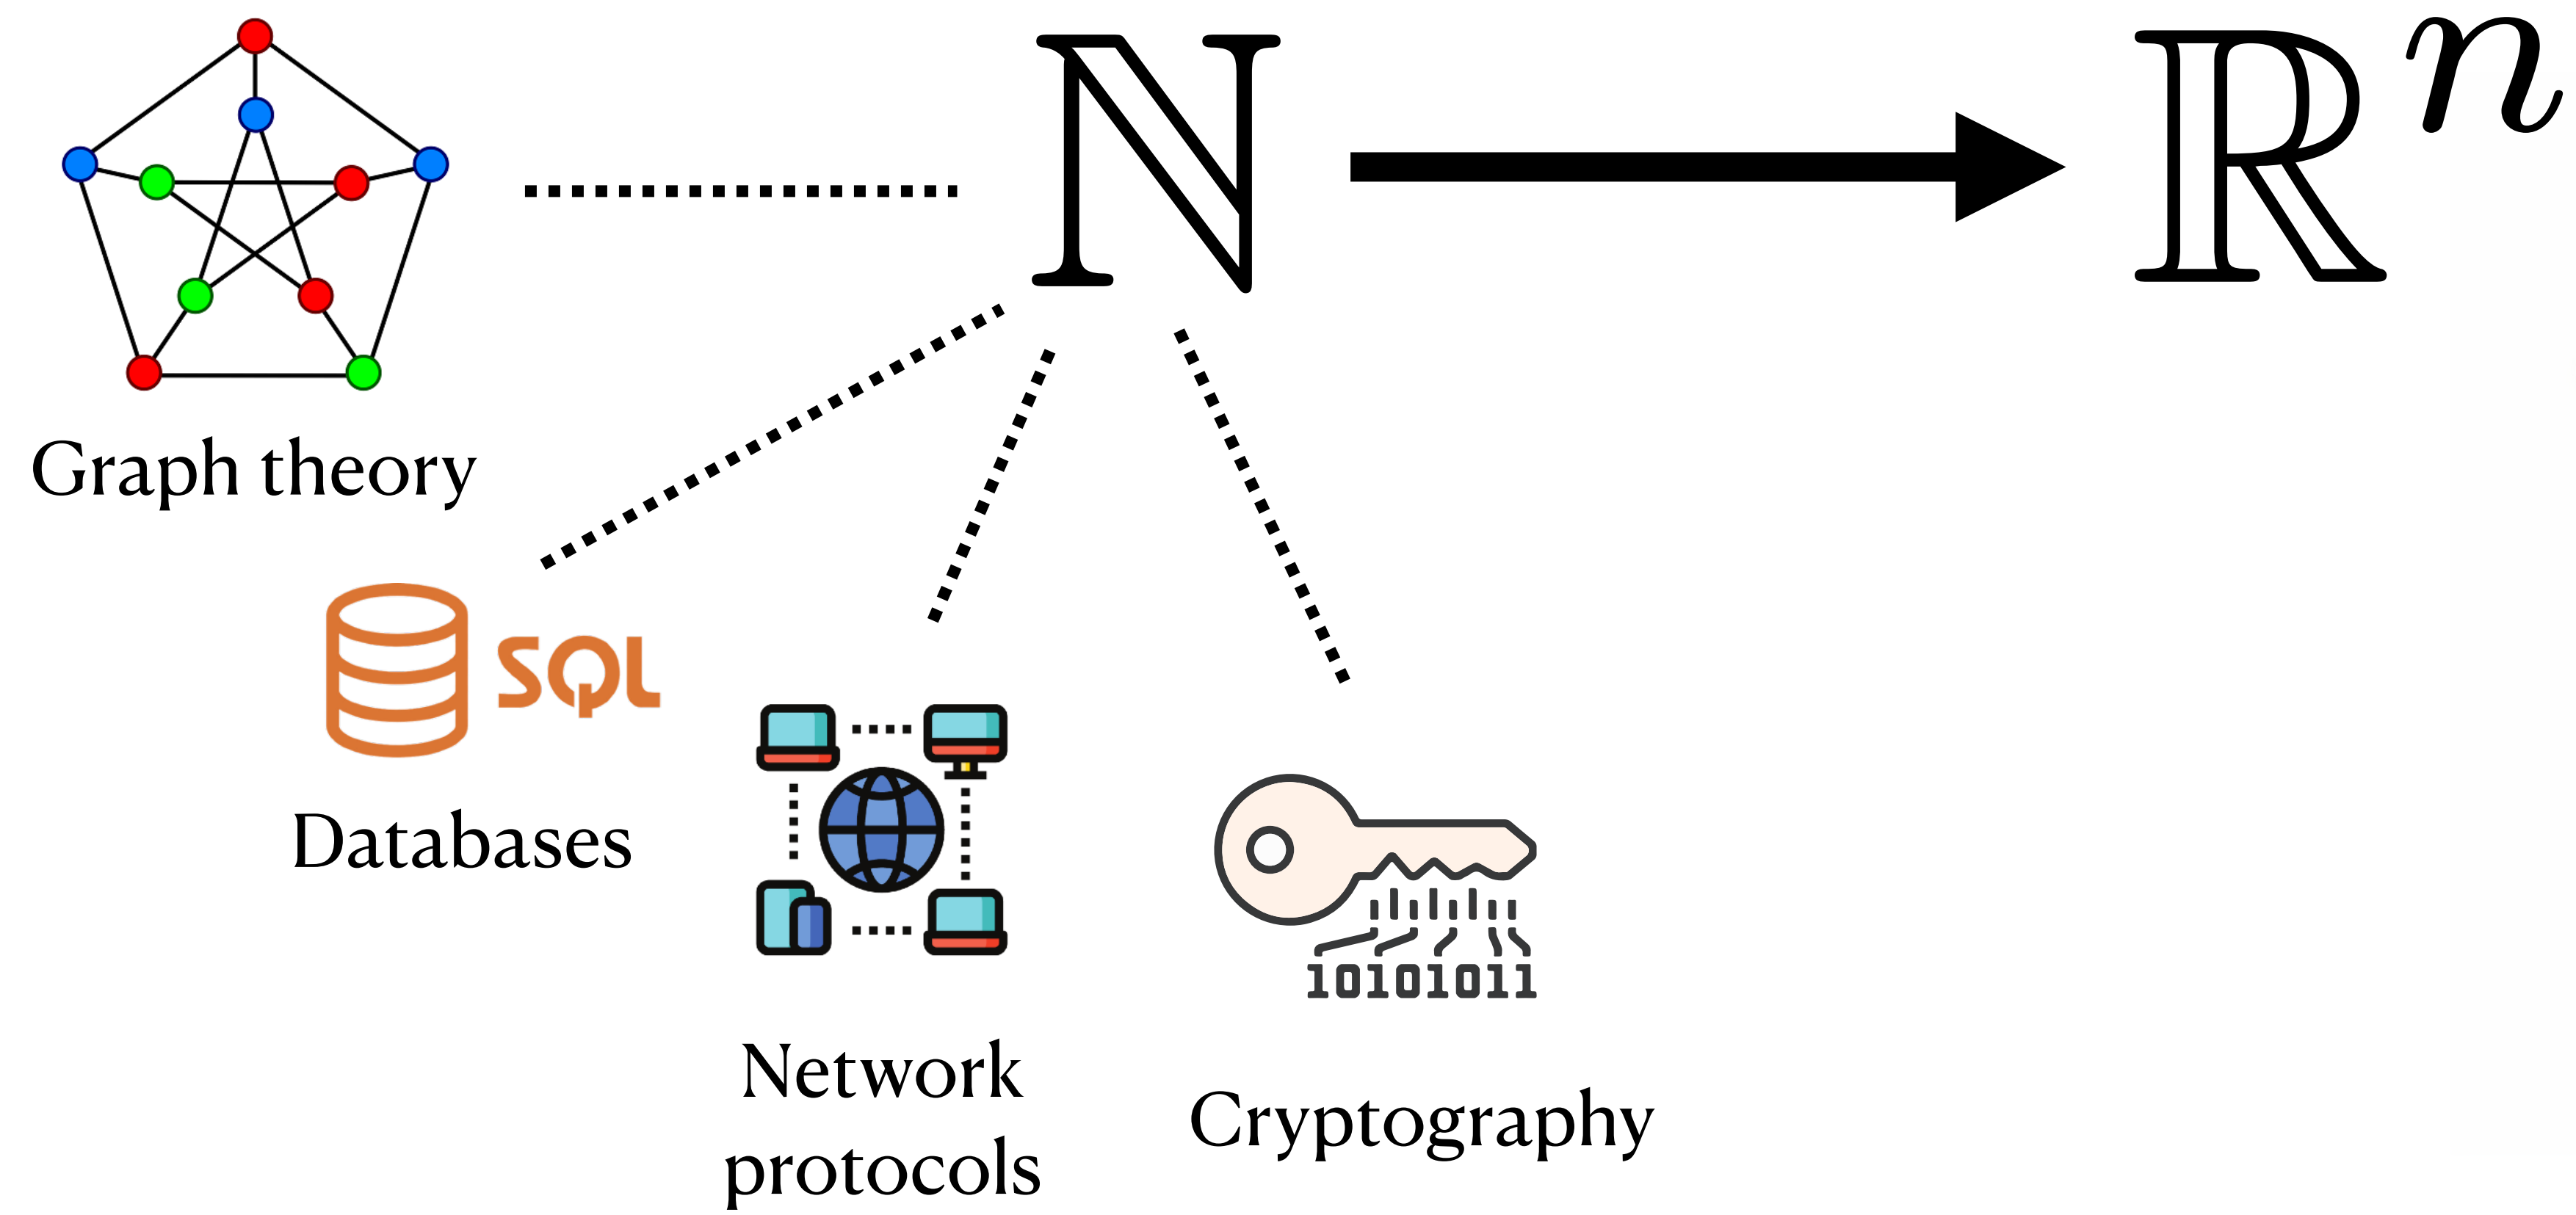 ℕ
ℝⁿ
Graph theory
SQL
Databases
Network
protocols
10101011
Cryptography